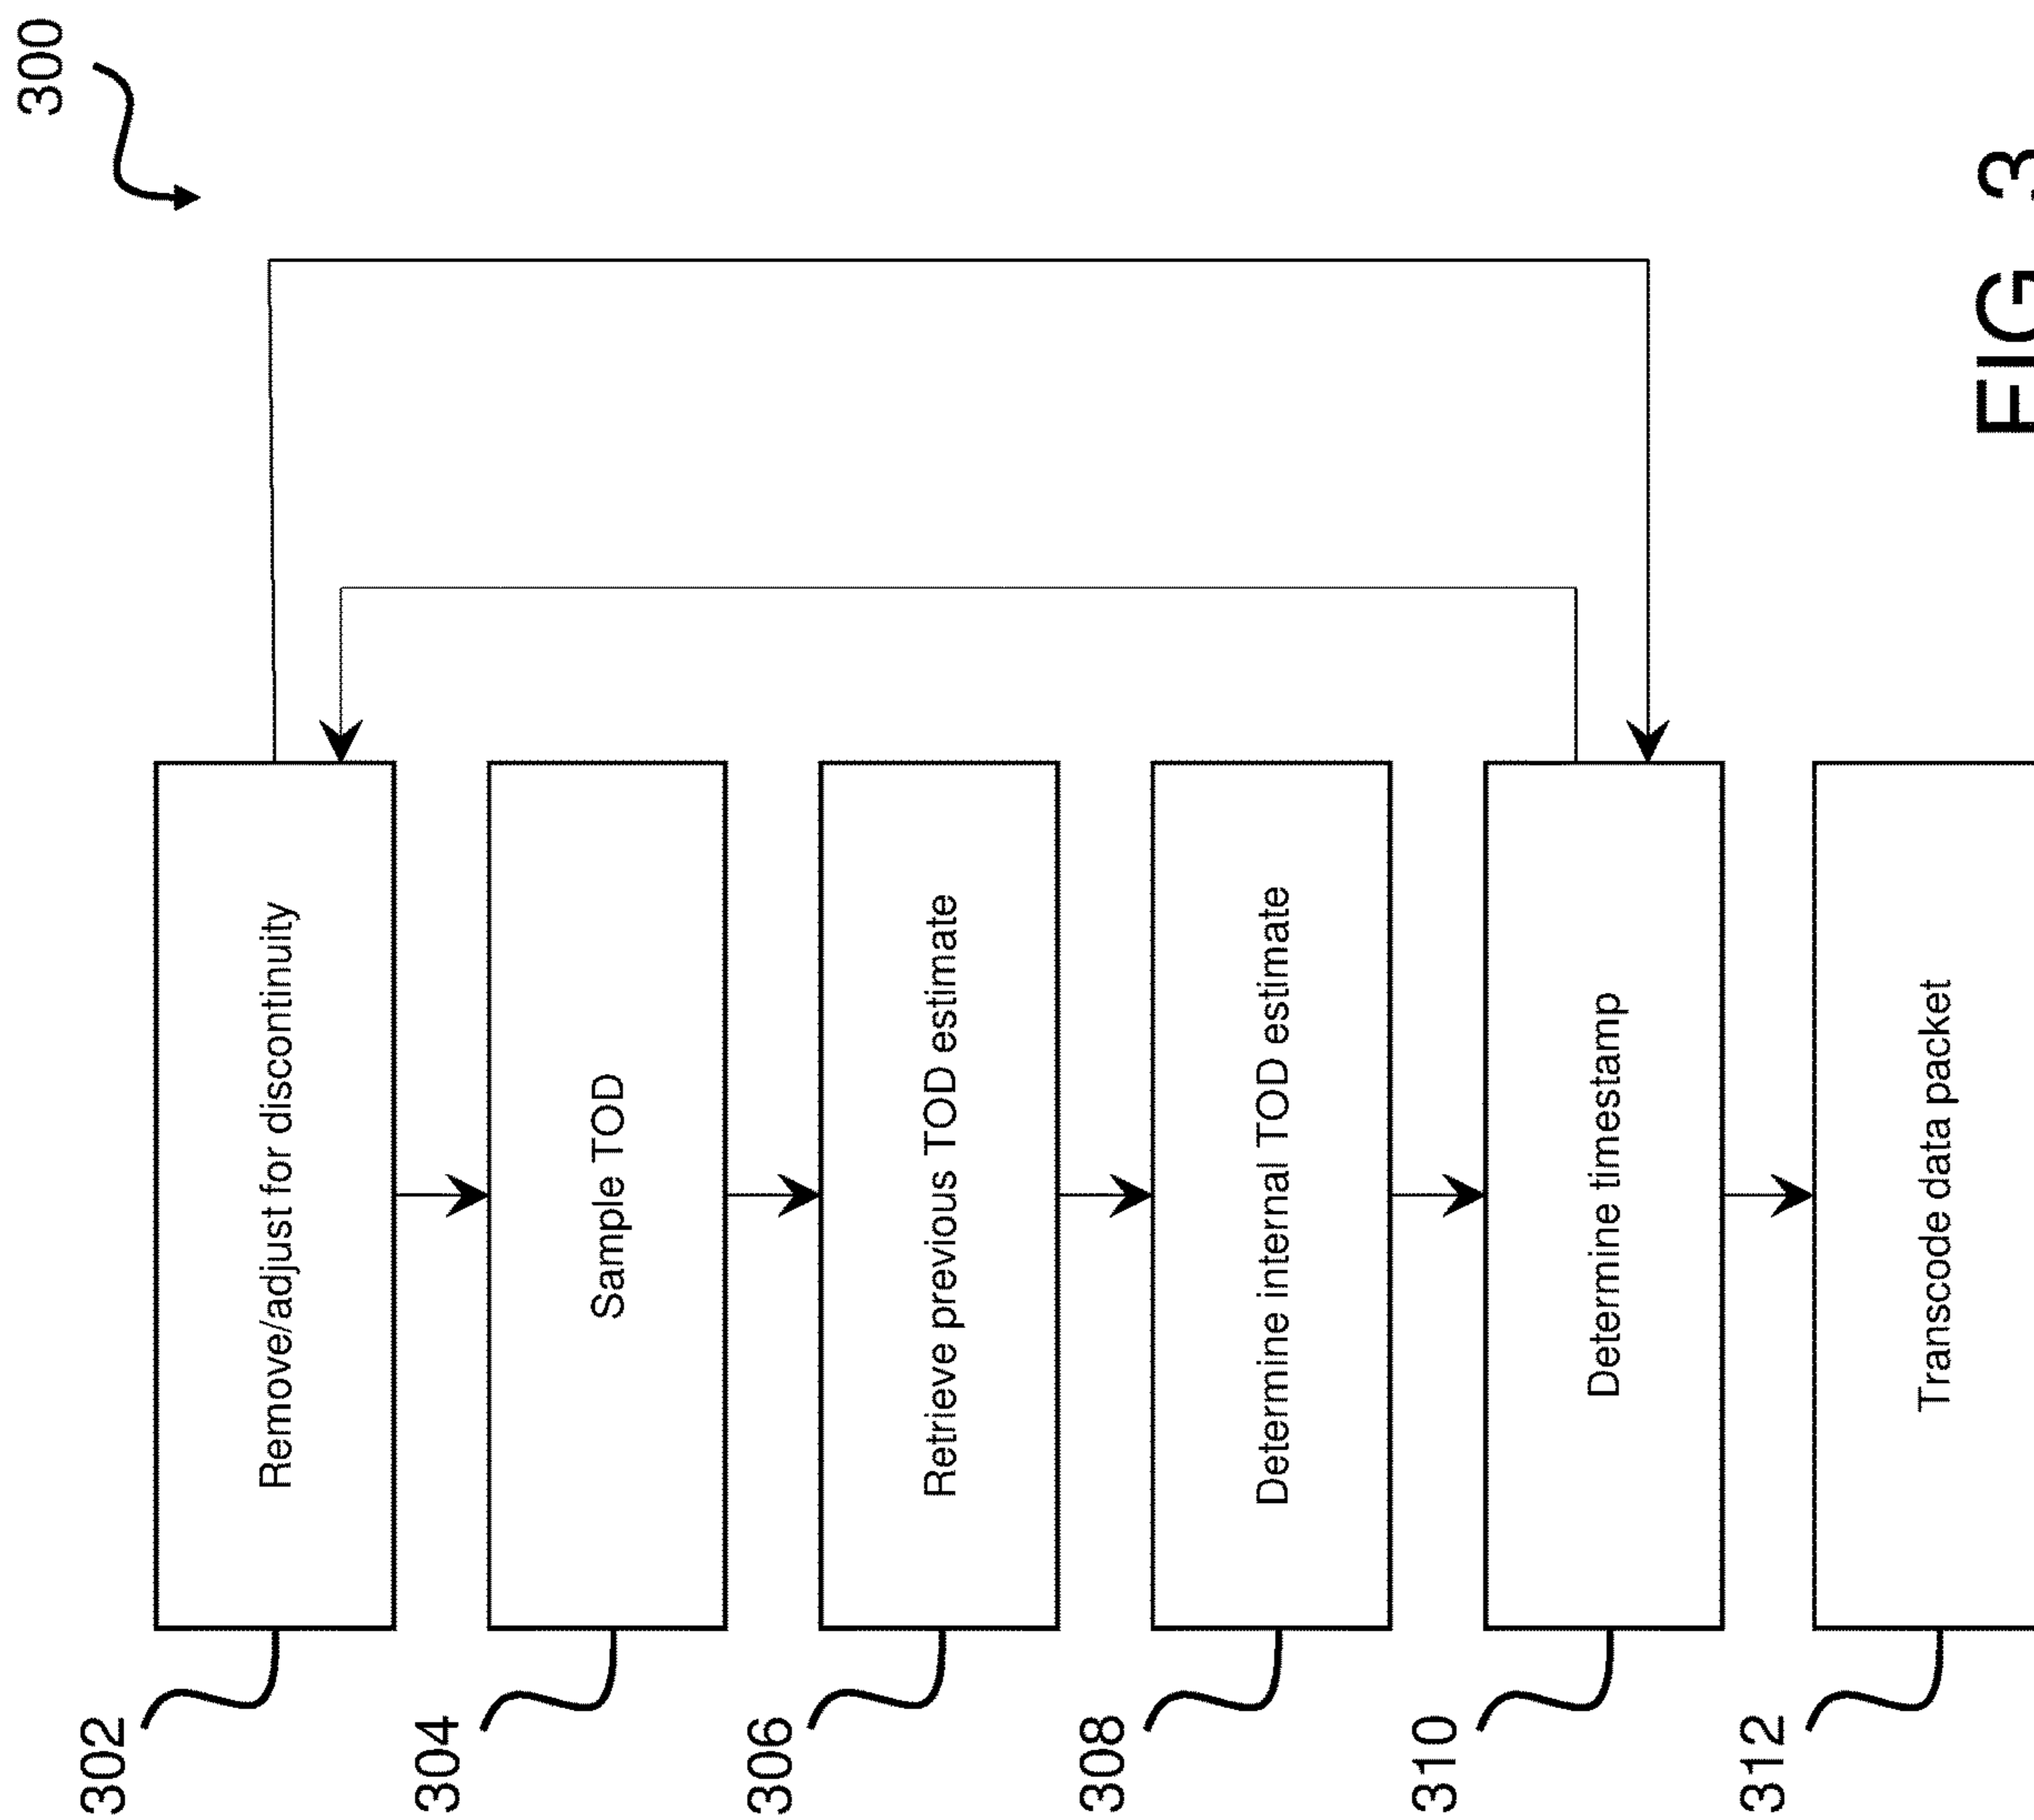 300
302
Remove/adjust for discontinuity
304
Sample TOD
306
Retrieve previous TOD estimate
308
Determine internal TOD estimate
310
Determine timestamp
312
Transcode data packet
FIG. 3